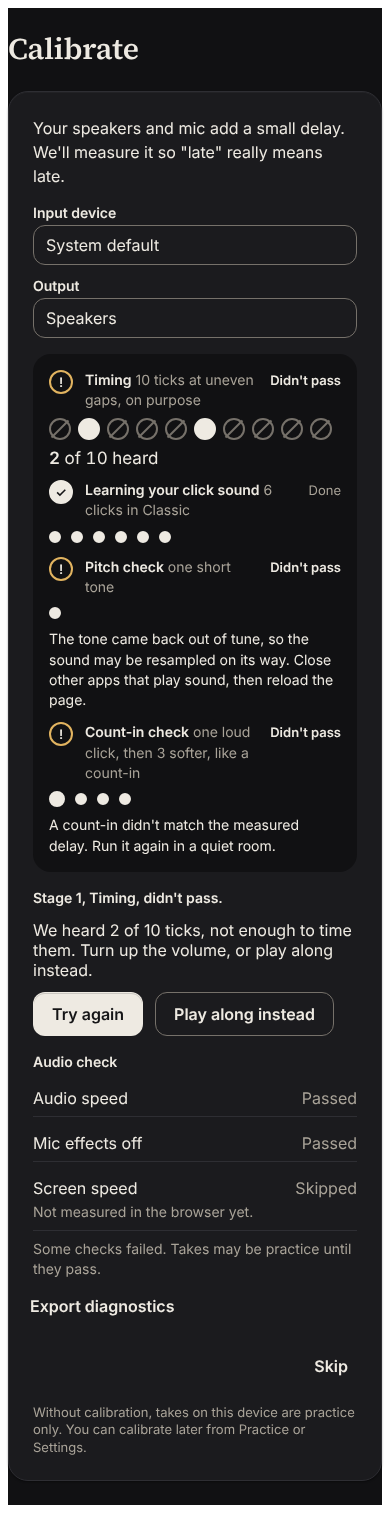 Calibrate
Your speakers and mic add a small delay.
We'll measure it so "late" really means
late.
Input device
System default
Output
Speakers
Timing 10 ticks at uneven Didn't pass
gaps, on purpose
2 of 10 heard
Learning your click sound 6 Done
clicks in Classic
Pitch check one short Didn't pass
tone
The tone came back out of tune, so the
sound may be resampled on its way. Close
other apps that play sound, then reload the
page.
Count-in check one loud Didn't pass
click, then 3 softer, like a
count-in
A count-in didn't match the measured
delay. Run it again in a quiet room.
Stage 1, Timing, didn't pass.
We heard 2 of 10 ticks, not enough to time
them. Turn up the volume, or play along
instead.
Try again Play along instead
Audio check
Audio speed Passed
Mic effects off Passed
Screen speed Skipped
Not measured in the browser yet.
Some checks failed. Takes may be practice until
they pass.
Export diagnostics
Skip
Without calibration, takes on this device are practice
only. You can calibrate later from Practice or
Settings.